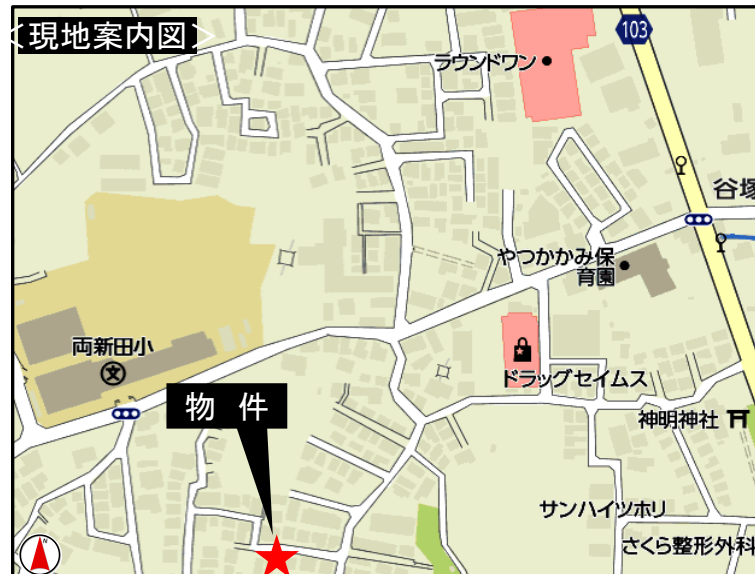 〈現地案内図〉
103
ラウンドワン
谷塚
やつかかみ保
育園
両新田小
文
ドラッグセイムス
物件
神明神社
サンハイツホリ
さくら整形外科
N